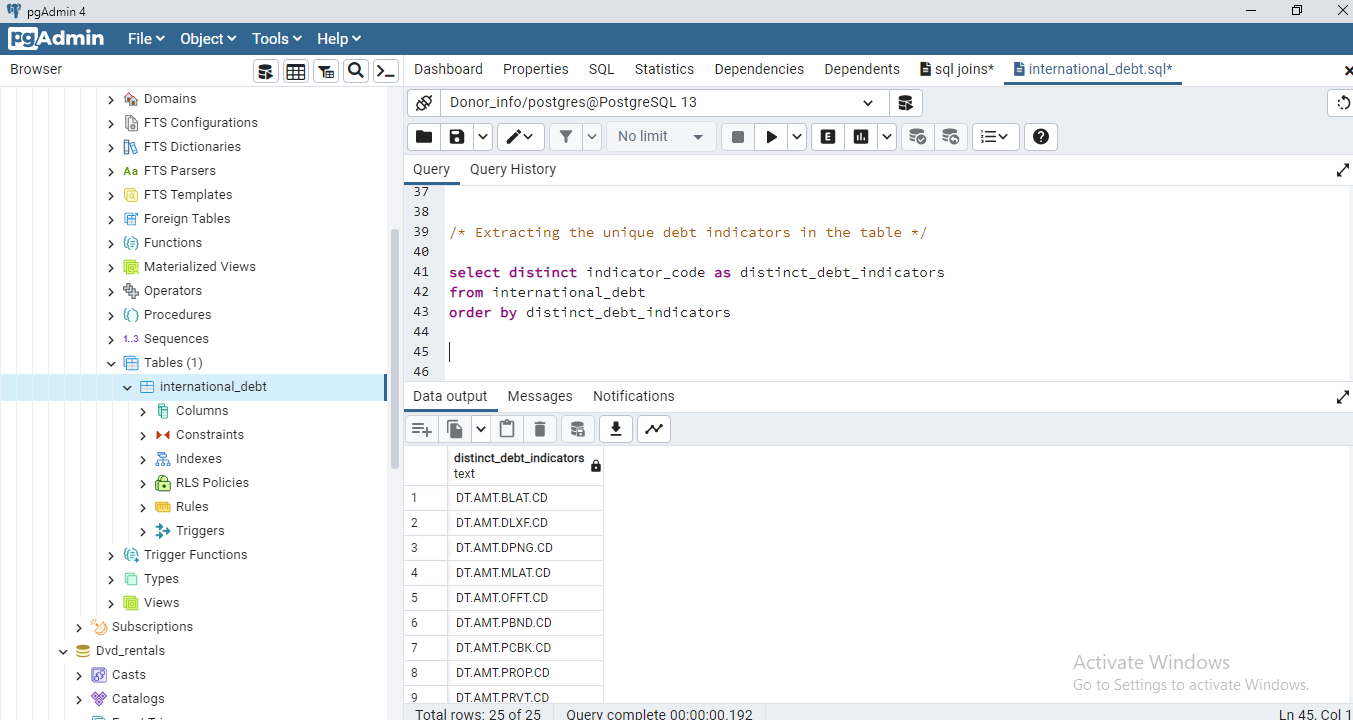 pgAdmin 4
pgAdmin File Object Tools Help
Browser
Dashboard Properties SQL Statistics Dependencies Dependents sql joins* international_debt.sql*
Domains
FTS Configurations
FTS Dictionaries
Aa FTS Parsers
FTS Templates
Foreign Tables
Functions
Materialized Views
Operators
Procedures
1..3 Sequences
Tables (1)
international_debt
Columns
Constraints
Indexes
RLS Policies
Rules
Triggers
Trigger Functions
Types
Views
Subscriptions
Dvd_rentals
Casts
Catalogs
Donor_info/postgres@PostgreSQL 13
No limit E
Query Query History
37
38
39 /* Extracting the unique debt indicators in the table */
40
41 select distinct indicator_code as distinct_debt_indicators
42 from international_debt
43 order by distinct_debt_indicators
44
45
46
Data output Messages Notifications
distinct_debt_indicators
text
1 DT.AMT.BLAT.CD
2 DT.AMT.DLXF.CD
3 DT.AMT.DPNG.CD
4 DT.AMT.MLAT.CD
5 DT.AMT.OFFT.CD
6 DT.AMT.PBND.CD
7 DT.AMT.PCBK.CD
8 DT.AMT.PROP.CD
9 DT.AMT.PRVT.CD
Activate Windows
Go to Settings to activate Windows.
Total rows: 25 of 25 Query complete 00:00:00.192 Ln 45, Col 1